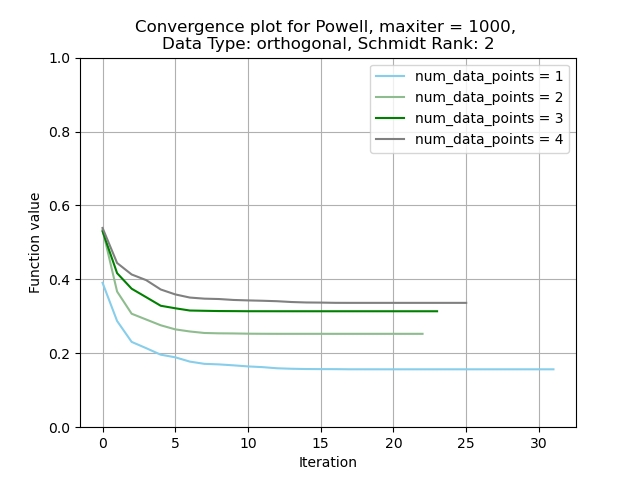 Convergence plot for Powell, maxiter = 1000,
Data Type: orthogonal, Schmidt Rank: 2
1.0
0.8
0.6
0.4
0.2
0.0
Function value
num_data_points = 1
num_data_points = 2
num_data_points = 3
num_data_points = 4
0 5 10 15 20 25 30
Iteration